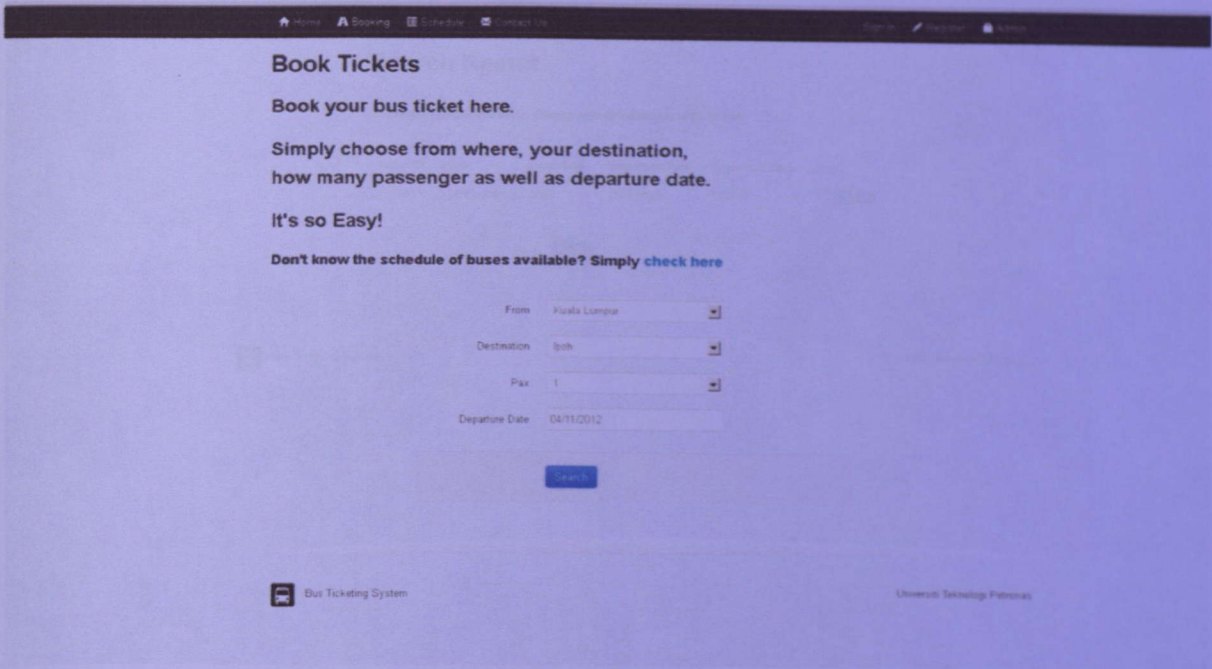 Home Booking Schedule Contact Us Sign In Register Admin
Book Tickets
Book your bus ticket here.
Simply choose from where, your destination,
how many passenger as well as departure date.
It's so Easy!
Don't know the schedule of buses available? Simply check here
From Kuala Lumpur
Destination Ipoh
Pax 1
Departure Date 04/11/2012
Search
Bus Ticketing System Universiti Teknologi Petronas